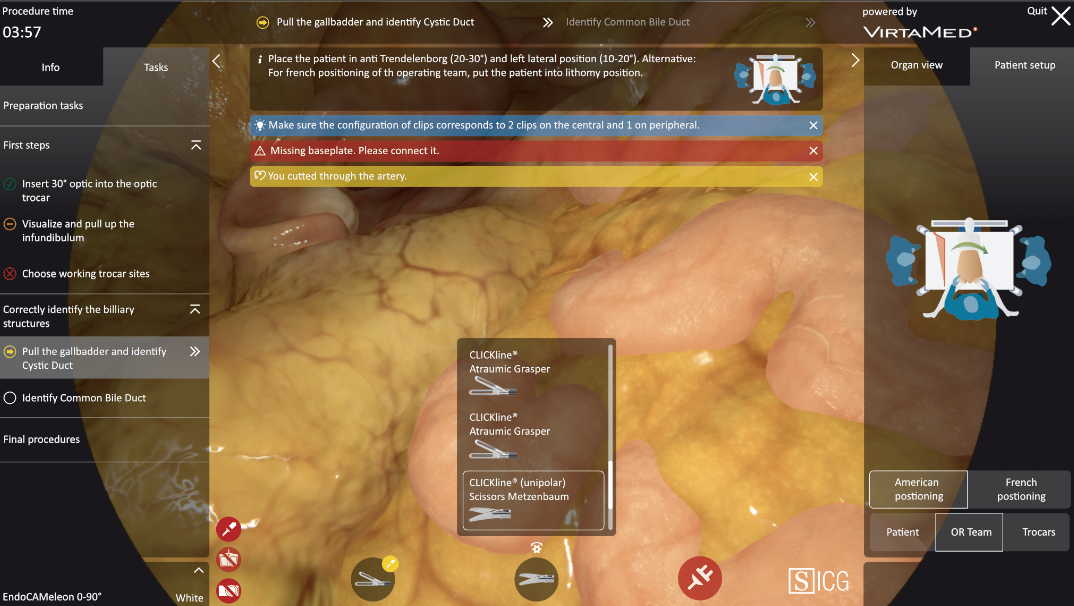 Procedure time
03:57
Pull the gallbadder and identify Cystic Duct
Identify Common Bile Duct
powered by
VIRTAMED
Quit
Info
Tasks
Preparation tasks
First steps
Insert 30° optic into the optic
trocar
Visualize and pull up the
infundibulum
Choose working trocar sites
Correctly identify the billiary
structures
Pull the gallbadder and identify
Cystic Duct
Identify Common Bile Duct
Final procedures
EndoCAMeleon 0-90°
White
i Place the patient in anti Trendelenborg (20-30°) and left lateral position (10-20°). Alternative:
For french positioning of th operating team, put the patient into lithomy position.
Make sure the configuration of clips corresponds to 2 clips on the central and 1 on peripheral.
Missing baseplate. Please connect it.
You cutted through the artery.
CLICKline®
Atraumic Grasper
CLICKline®
Atraumic Grasper
CLICKline® (unipolar)
Scissors Metzenbaum
SICG
Organ view
Patient setup
American
postioning
French
postioning
Patient
OR Team
Trocars